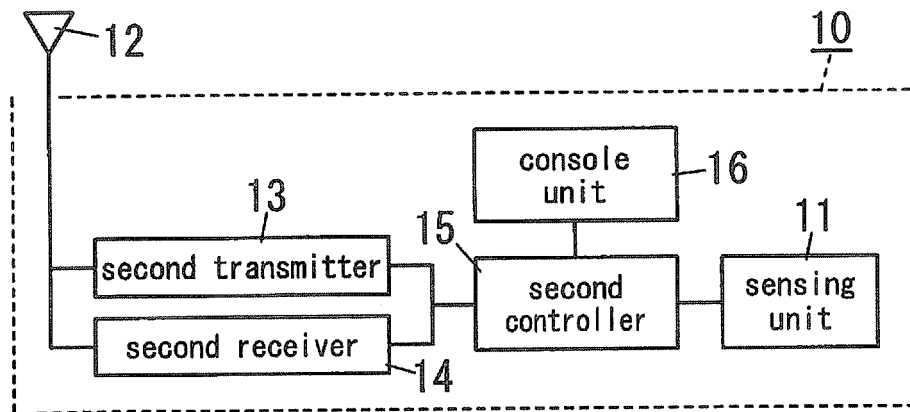 12
10
console
unit
16
13
15
11
second transmitter
second
controller
sensing
unit
second receiver
14